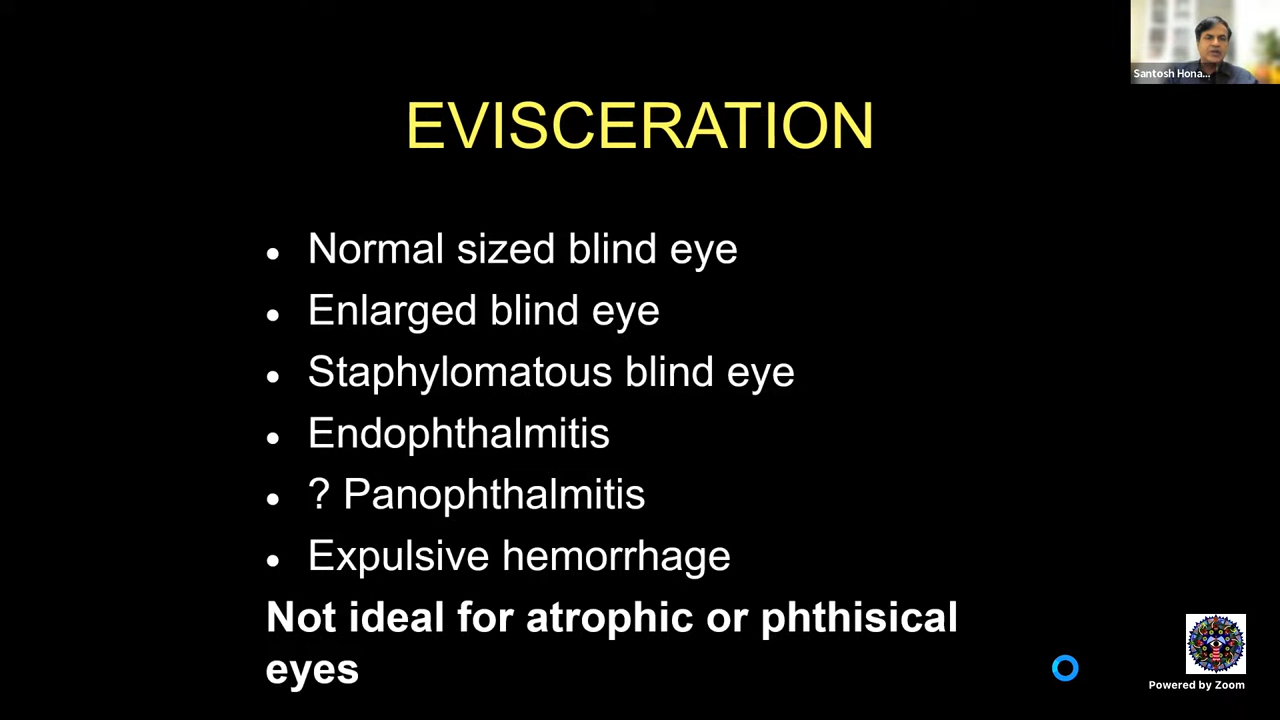 Santosh Hona...
EVISCERATION
• Normal sized blind eye
• Enlarged blind eye
• Staphylomatous blind eye
• Endophthalmitis
• ? Panophthalmitis
• Expulsive hemorrhage
Not ideal for atrophic or phthisical
eyes
Powered by Zoom